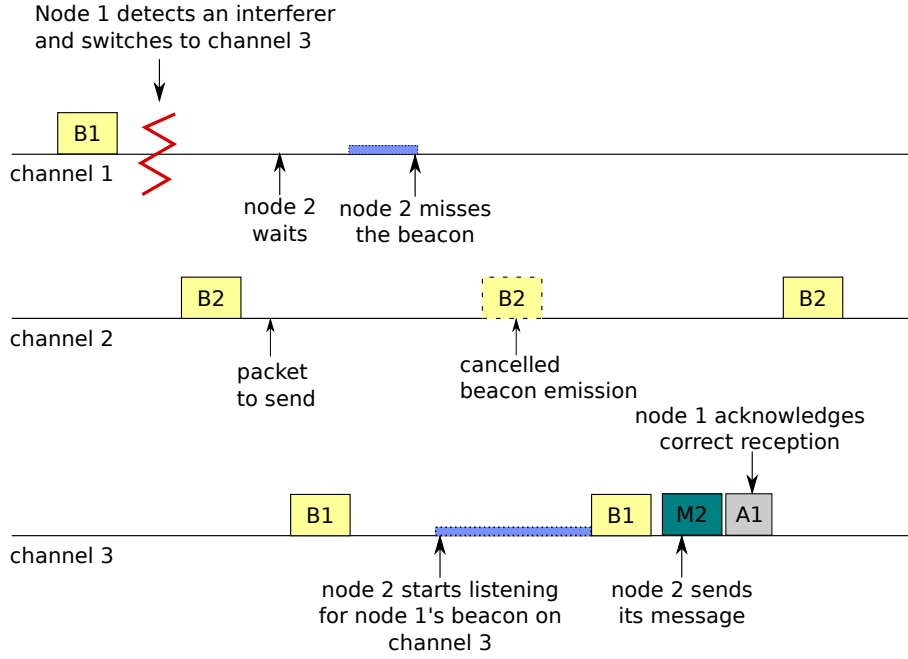 Node 1 detects an interferer
and switches to channel 3
B1
channel 1
node 2
waits
node 2 misses
the beacon
B2
B2
B2
channel 2
packet
to send
cancelled
beacon emission
node 1 acknowledges
correct reception
B1
B1
M2
A1
channel 3
node 2 starts listening
for node 1's beacon on
channel 3
node 2 sends
its message